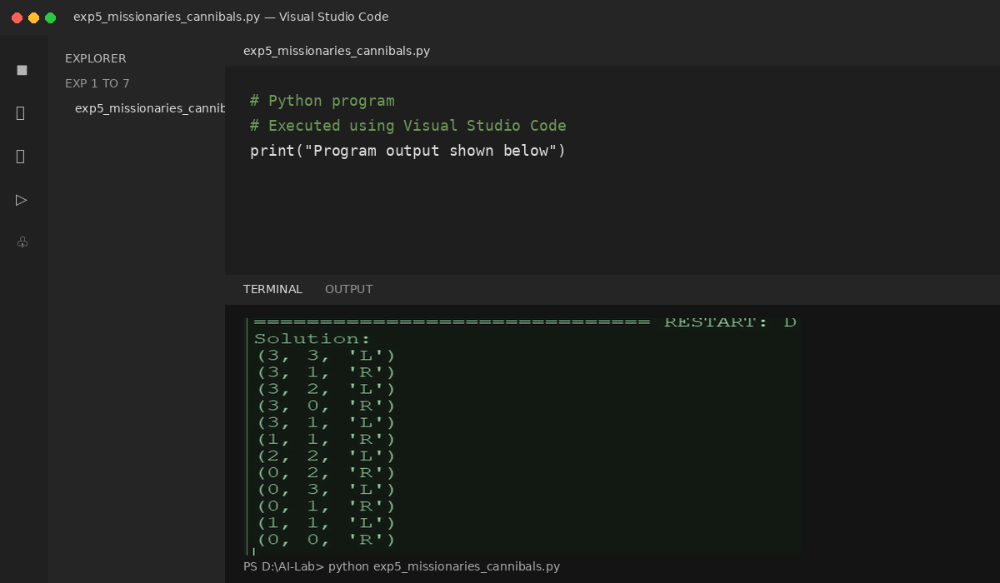 exp5_missionaries_cannibals.py — Visual Studio Code
EXPLORER
EXP 1 TO 7
exp5_missionaries_cannib
exp5_missionaries_cannibals.py
# Python program
# Executed using Visual Studio Code
print("Program output shown below")
TERMINAL OUTPUT
============================== RESTART: D
Solution:
(3, 3, 'L')
(3, 1, 'R')
(3, 2, 'L')
(3, 0, 'R')
(3, 1, 'L')
(1, 1, 'R')
(2, 2, 'L')
(0, 2, 'R')
(0, 3, 'L')
(0, 1, 'R')
(1, 1, 'L')
(0, 0, 'R')
PS D:\AI-Lab> python exp5_missionaries_cannibals.py